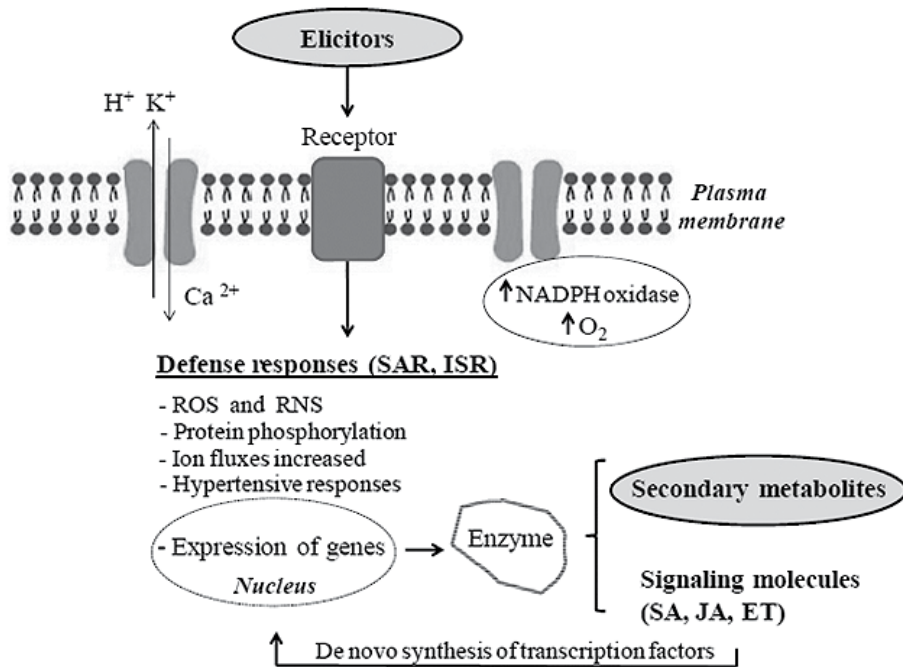 Elicitors
H⁺ K⁺
Receptor
Plasma
membrane
Ca ²⁺
↑ NADPH oxidase
↑ O₂
Defense responses (SAR, ISR)
- ROS and RNS
- Protein phosphorylation
- Ion fluxes increased
- Hypertensive responses
- Expression of genes
Nucleus
Enzyme
Secondary metabolites
Signaling molecules
(SA, JA, ET)
De novo synthesis of transcription factors